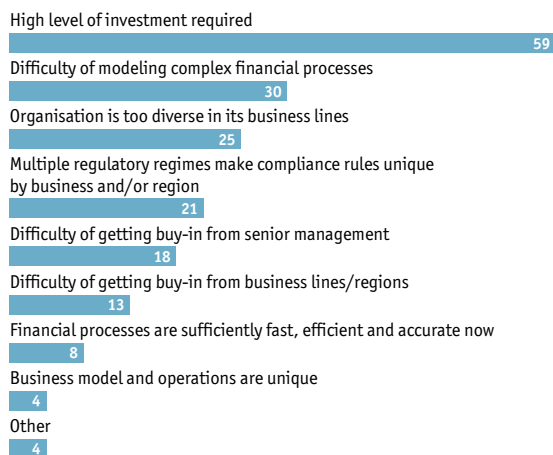 High level of investment required
59
Difficulty of modeling complex financial processes
30
Organisation is too diverse in its business lines
25
Multiple regulatory regimes make compliance rules unique
by business and/or region
21
Difficulty of getting buy-in from senior management
18
Difficulty of getting buy-in from business lines/regions
13
Financial processes are sufficiently fast, efficient and accurate now
8
Business model and operations are unique
4
Other
4